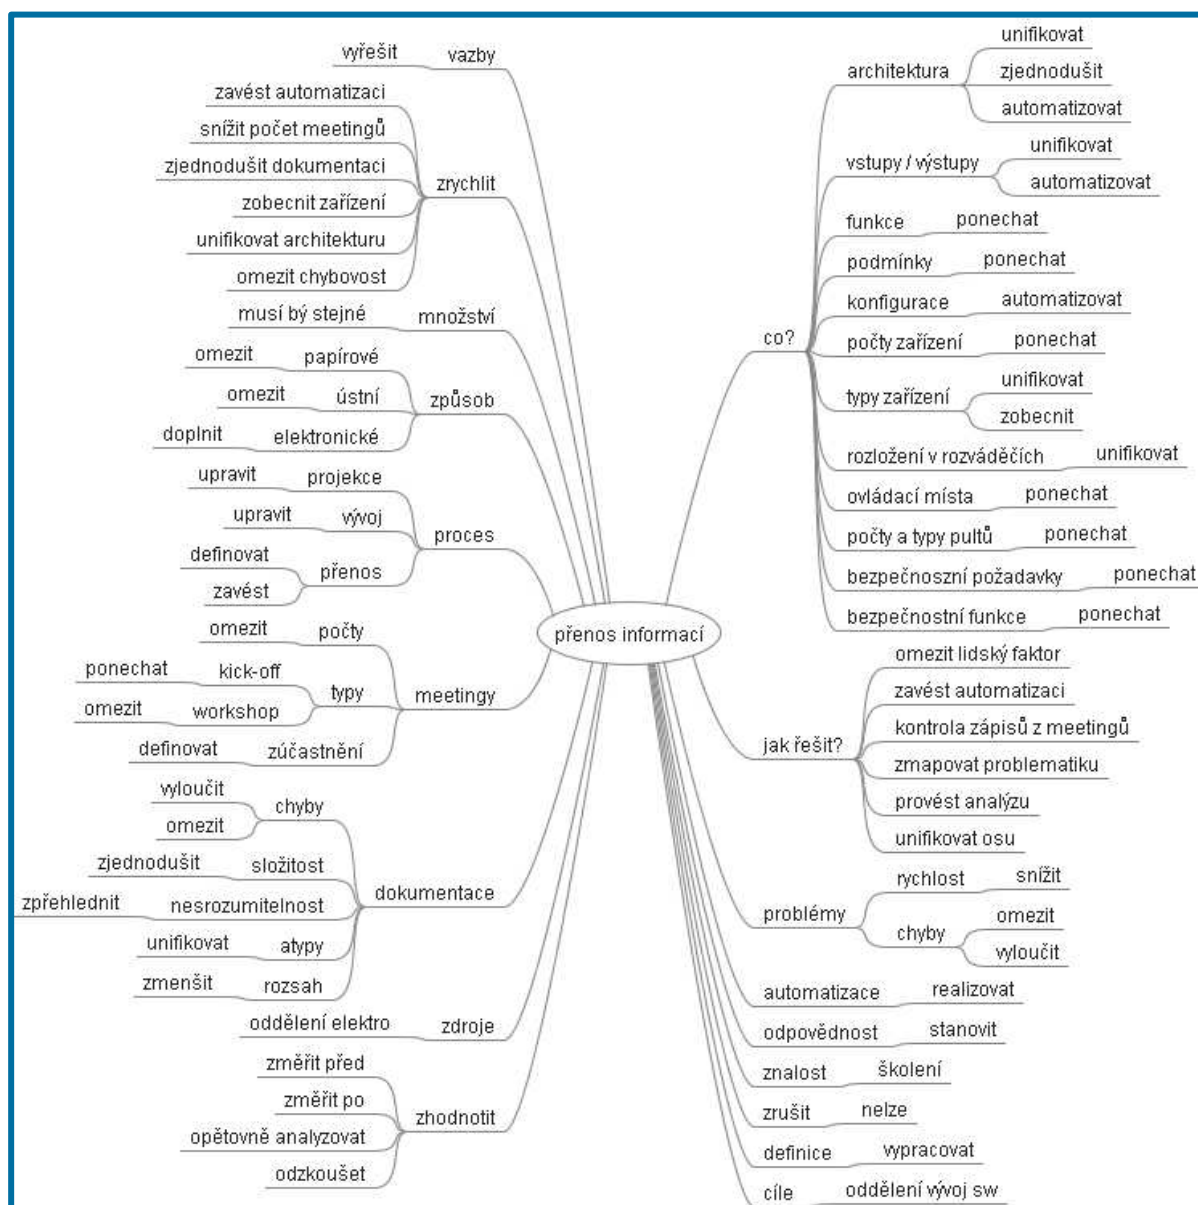 přenos informací
vazby
vyřešit
zrychlit
zavést automatizaci
snížit počet meetingů
zjednodušit dokumentaci
zobecnit zařízení
unifikovat architekturu
omezit chybovost
množství
musí bý stejné
způsob
papírové
omezit
ústní
omezit
elektronické
doplnit
proces
projekce
upravit
vývoj
upravit
přenos
definovat
zavést
meetingy
počty
omezit
typy
kick-off
ponechat
workshop
omezit
zúčastnění
definovat
dokumentace
chyby
vyloučit
omezit
složitost
zjednodušit
nesrozumitelnost
zpřehlednit
atypy
unifikovat
rozsah
zmenšit
zdroje
oddělení elektro
zhodnotit
změřit před
změřit po
opětovně analyzovat
odzkoušet
co?
architektura
unifikovat
zjednodušit
automatizovat
vstupy / výstupy
unifikovat
automatizovat
funkce
ponechat
podmínky
ponechat
konfigurace
automatizovat
počty zařízení
ponechat
typy zařízení
unifikovat
zobecnit
rozložení v rozváděčích
unifikovat
ovládací místa
ponechat
počty a typy pultů
ponechat
bezpečnoszní požadavky
ponechat
bezpečnostní funkce
ponechat
jak řešit?
omezit lidský faktor
zavést automatizaci
kontrola zápisů z meetingů
zmapovat problematiku
provést analýzu
unifikovat osu
problémy
rychlost
snížit
chyby
omezit
vyloučit
automatizace
realizovat
odpovědnost
stanovit
znalost
školení
zrušit
nelze
definice
vypracovat
cíle
oddělení vývoj sw